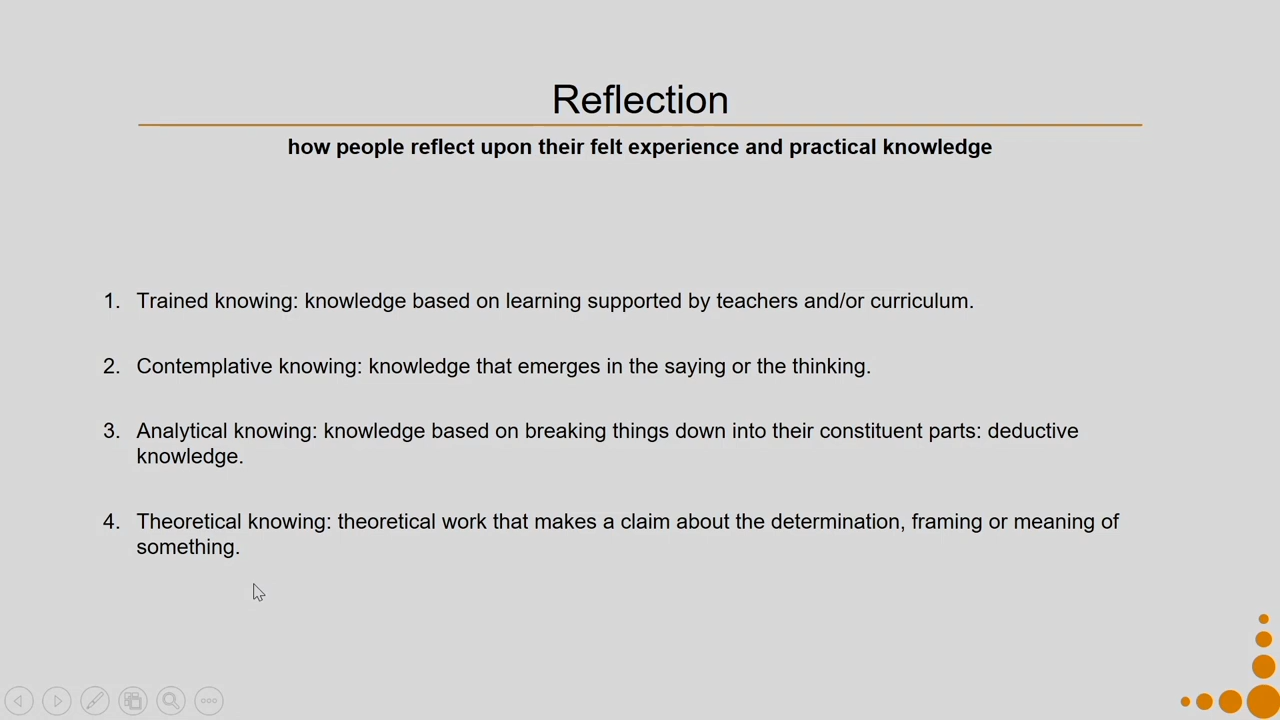 Reflection
how people reflect upon their felt experience and practical knowledge
1. Trained knowing: knowledge based on learning supported by teachers and/or curriculum.
2. Contemplative knowing: knowledge that emerges in the saying or the thinking.
3. Analytical knowing: knowledge based on breaking things down into their constituent parts: deductive
knowledge.
4. Theoretical knowing: theoretical work that makes a claim about the determination, framing or meaning of
something.